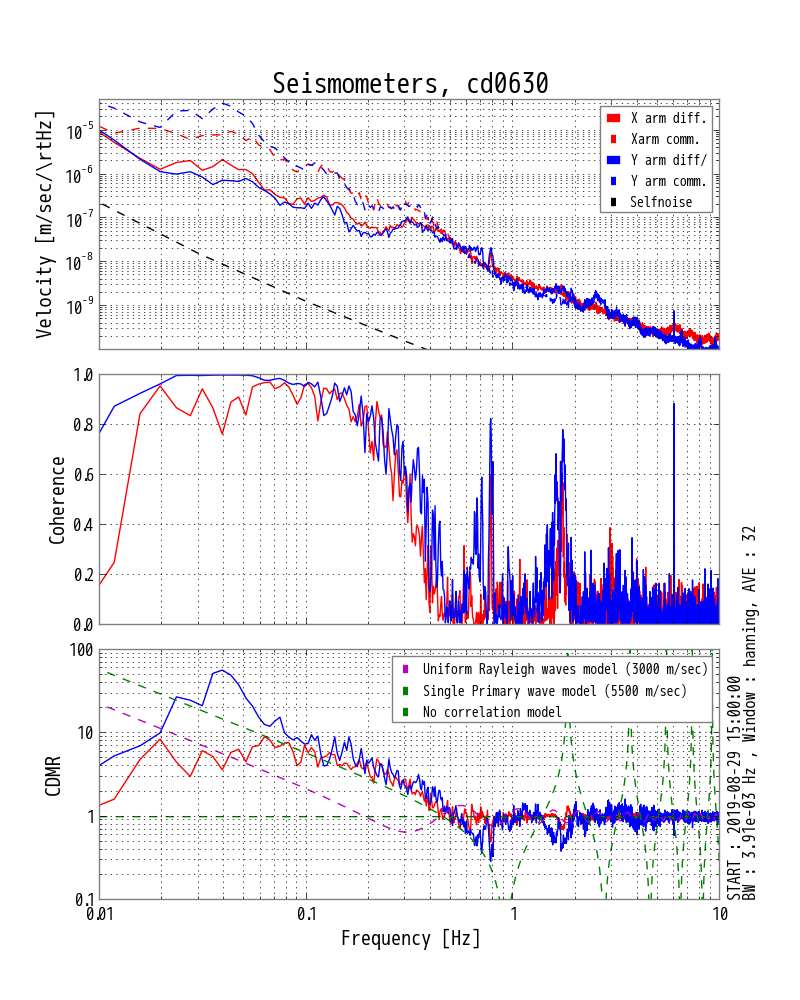 Seismometers, cd0630
Velocity [m/sec/\rtHz]
10^-5
10^-6
10^-7
10^-8
10^-9
X arm diff.
Xarm comm.
Y arm diff/
Y arm comm.
Selfnoise
Coherence
1.0
0.8
0.6
0.4
0.2
0.0
CDMR
100
10
1
0.1
Uniform Rayleigh waves model (3000 m/sec)
Single Primary wave model (5500 m/sec)
No correlation model
0.01
0.1
1
10
Frequency [Hz]
START : 2019-08-29 15:00:00
BW : 3.91e-03 Hz , Window : hanning, AVE : 32